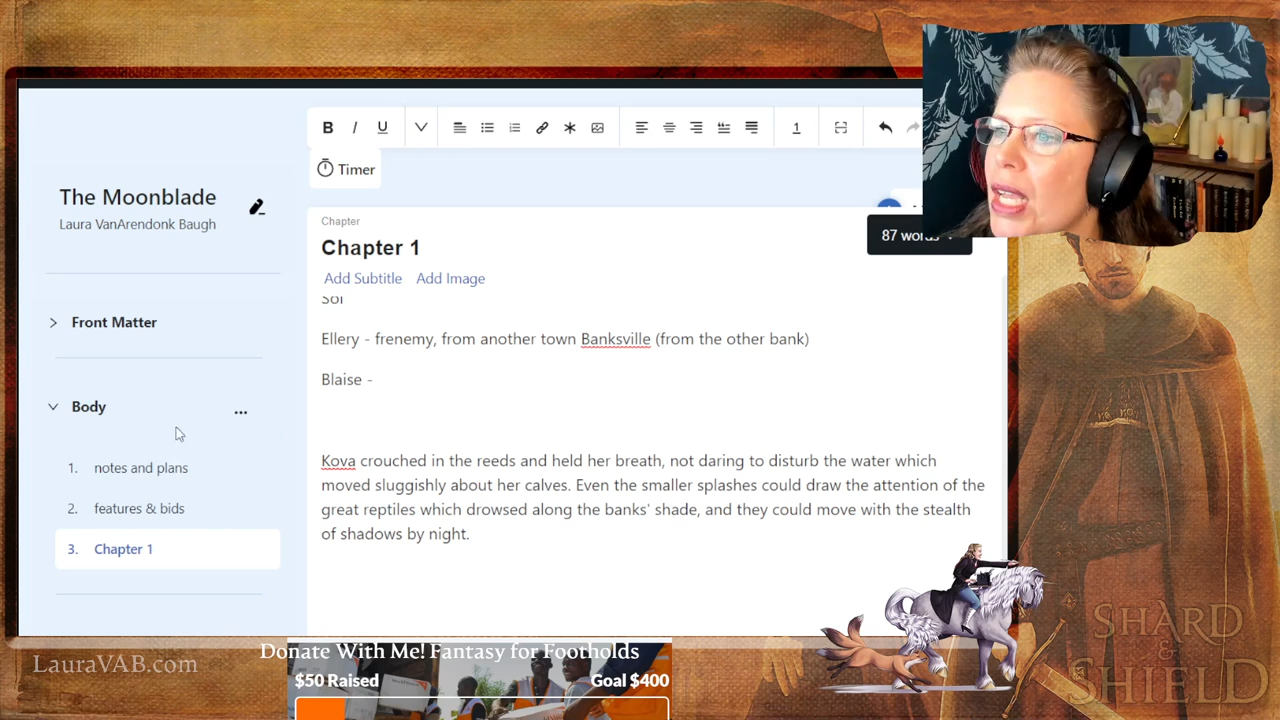 The Moonblade
Laura VanArendonk Baugh
Front Matter
Body
...
1. notes and plans
2. features & bids
3. Chapter 1
B I U
1
Timer
Chapter
Chapter 1
87 words
Add Subtitle Add Image
Sol
Ellery - frenemy, from another town Banksville (from the other bank)
Blaise -
Kova crouched in the reeds and held her breath, not daring to disturb the water which
moved sluggishly about her calves. Even the smaller splashes could draw the attention of the
great reptiles which drowsed along the banks' shade, and they could move with the stealth
of shadows by night.
LauraVAB.com
Donate With Me! Fantasy for Footholds
$50 Raised Goal $400
SHARD
&
SHIELD